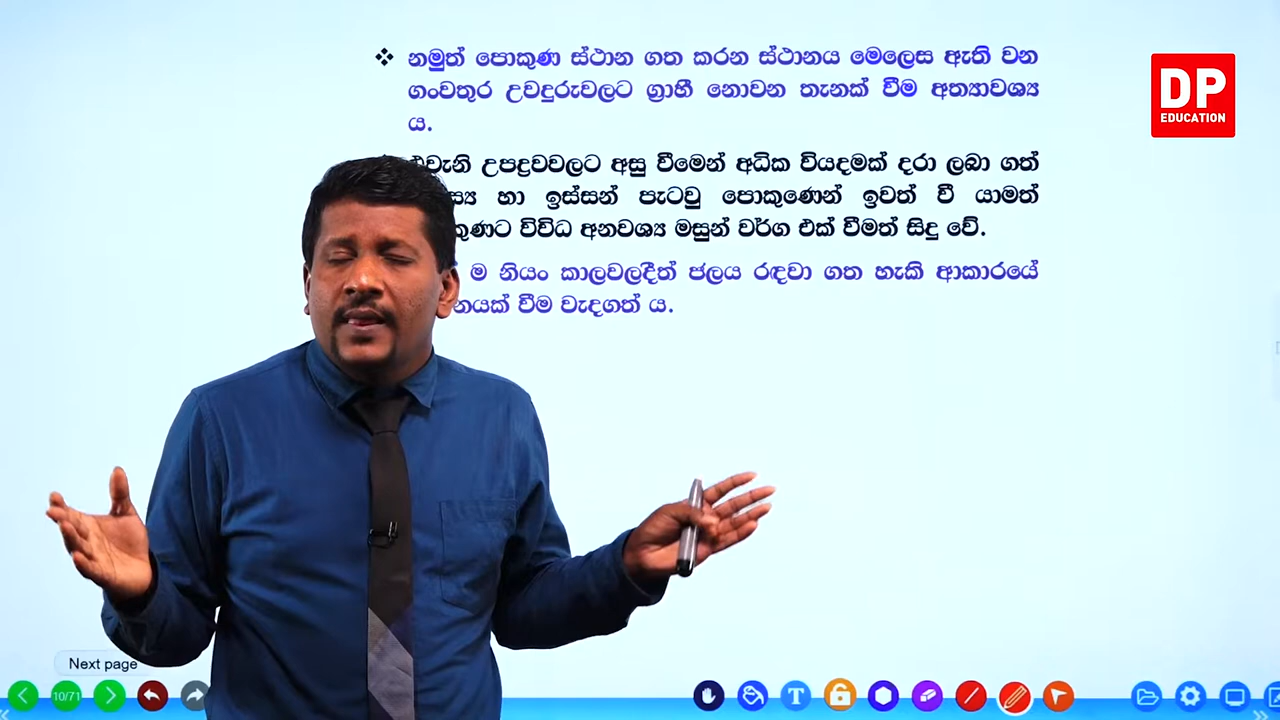 ❖ නමුත් පොකුණ ස්ථාන ගත කරන ස්ථානය මෙලෙස ඇති වන
ගංවතුර උවදුරුවලට ග්‍රාහී නොවන තැනක් වීම අත්‍යාවශ්‍ය
ය.
DP
EDUCATION
එවැනි උපද්‍රවවලට අසු වීමෙන් අධික වියදමක් දරා ලබා ගත්
හා ඉස්සන් පැටවු පොකුණෙන් ඉවත් වී යාමත්
විවිධ අනවශ්‍ය මසුන් වර්ග එක් වීමත් සිදු වේ.
ම නියං කාලවලදීත් ජලය රඳවා ගත හැකි ආකාරයේ
වීම වැදගත් ය.
Next page
10/71